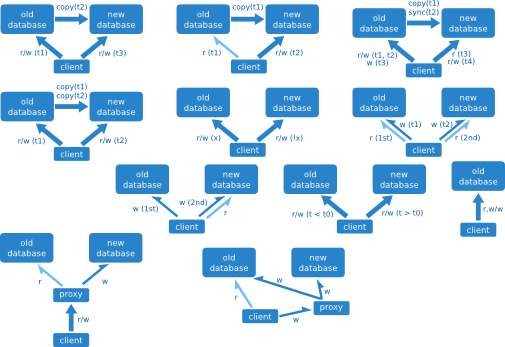 old
database
copy(t2)
new
database
r/w (t1)
r/w (t3)
client
old
database
copy(t1)
new
database
r (t1)
r/w (t2)
client
old
database
copy(t1)
sync(t2)
new
database
r/w (t1, t2)
w (t3)
r (t3)
r/w (t4)
client
old
database
copy(t1)
copy(t2)
new
database
r/w (t1)
r/w (t2)
client
old
database
new
database
r/w (x)
r/w (!x)
client
old
database
new
database
w (t1)
w (t2)
r (1st)
r (2nd)
client
old
database
new
database
w (1st)
w (2nd)
r
client
old
database
new
database
r/w (t < t0)
r/w (t > t0)
client
old
database
r,w/w
client
old
database
new
database
r
w
proxy
r/w
client
old
database
new
database
w
r
w
proxy
client
w